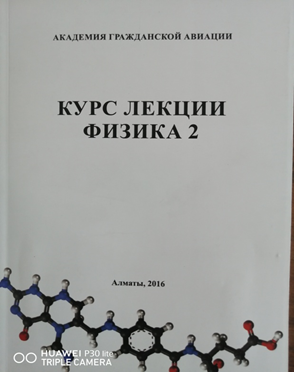 АКАДЕМИЯ ГРАЖДАНСКОЙ АВИАЦИИ
КУРС ЛЕКЦИИ
ФИЗИКА 2
Алматы, 2016
HUAWEI P30 lite
TRIPLE CAMERA